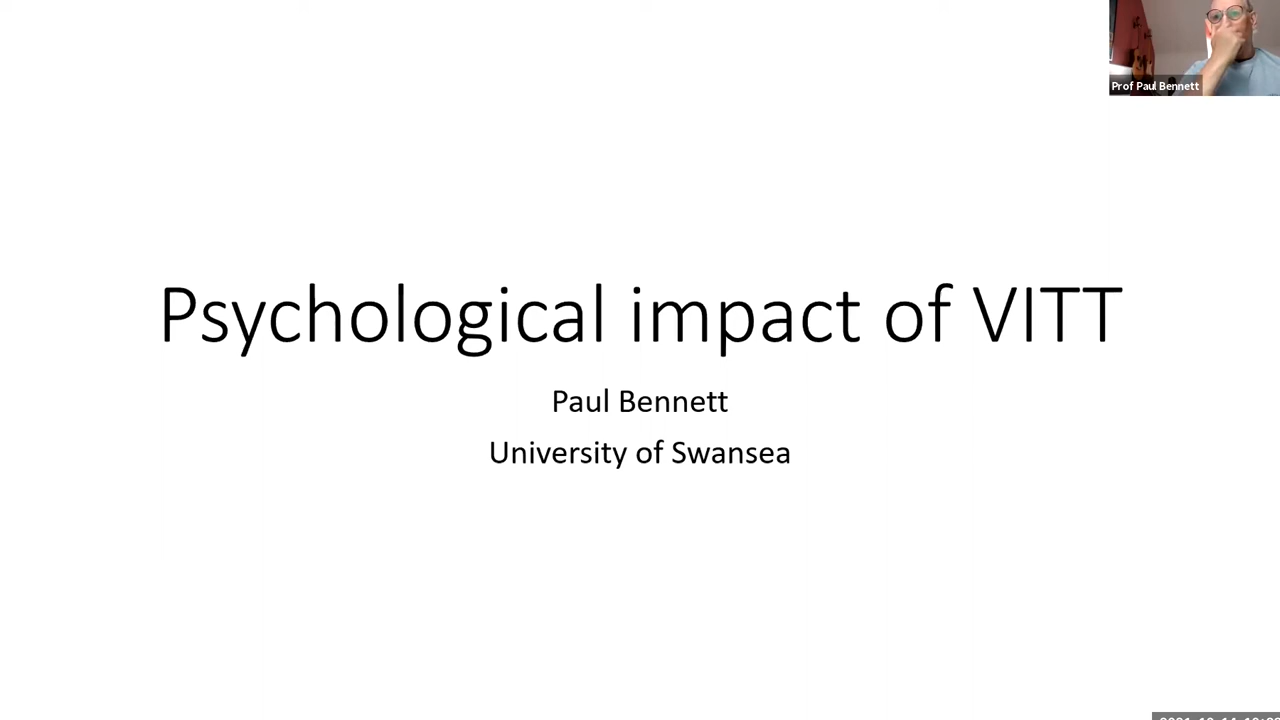 Prof Paul Bennett
Psychological impact of VITT
Paul Bennett
University of Swansea